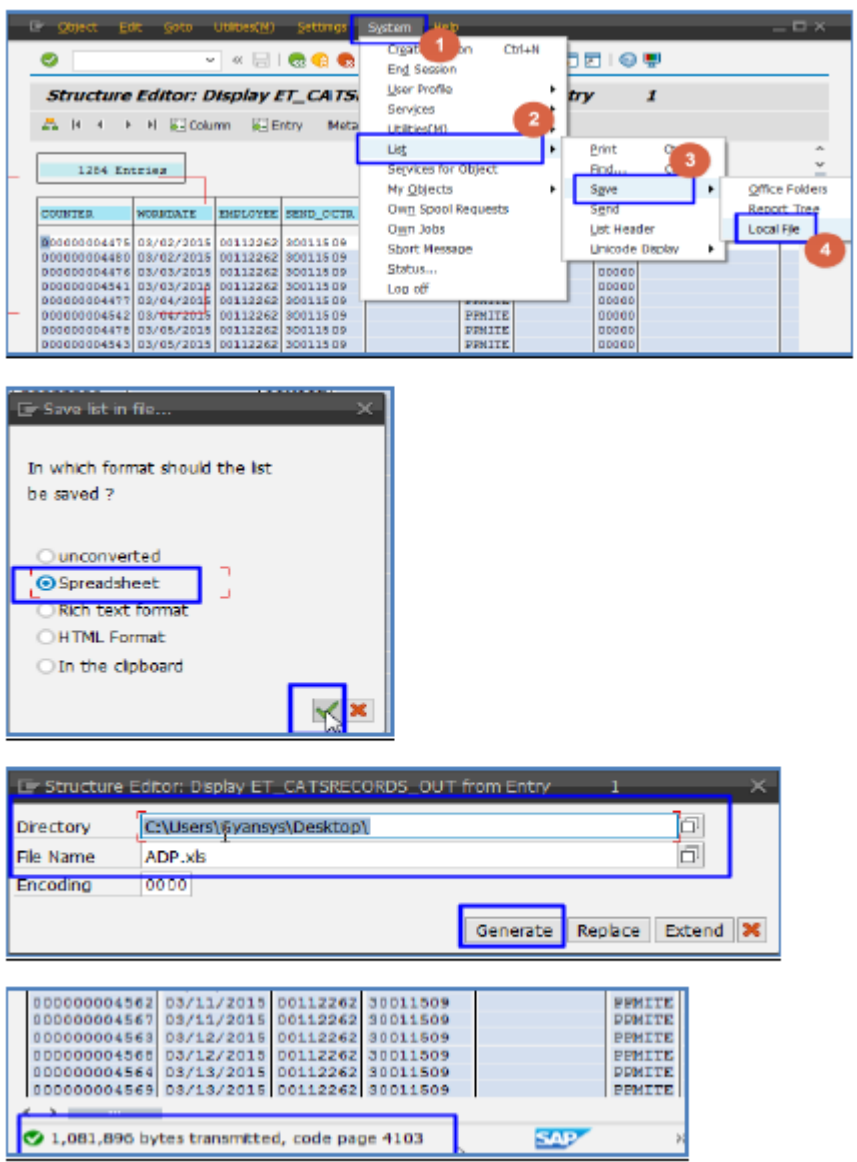 Object Edit Goto Utilities(M) Settings System Help
Create Session Ctrl+N
End Session
User Profile
Services
Utilities(M)
List
Services for Object
My Objects
Own Spool Requests
Own Jobs
Short Message
Status...
Log off
1
2
3
4
Print
Find...
Save
Send
List Header
Unicode Display
Office Folders
Report Tree
Local File
Structure Editor: Display ET_CATS
try 1
Column Entry Meta
1284 Entries
COUNTER WORKDATE EMPLOYEE SEND_CCTR
000000004475 03/02/2015 00112262 30011509
000000004480 03/02/2015 00112262 30011509
000000004476 03/03/2015 00112262 30011509 00000
000000004541 03/03/2015 00112262 30011509 00000
000000004477 03/04/2015 00112262 30011509 00000
000000004542 03/04/2015 00112262 30011509 PPMITE 00000
000000004478 03/05/2015 00112262 30011509 PPMITE 00000
000000004543 03/05/2015 00112262 30011509 PPMITE 00000
Save list in file...
In which format should the list
be saved ?
unconverted
Spreadsheet
Rich text format
HTML Format
In the clipboard
Structure Editor: Display ET_CATSRECORDS_OUT from Entry 1
Directory C:\Users\Gyansys\Desktop\
File Name ADP.xls
Encoding 0000
Generate Replace Extend
000000004562 03/11/2015 00112262 30011509 PPMITE
000000004567 03/11/2015 00112262 30011509 PPMITE
000000004563 03/12/2015 00112262 30011509 PPMITE
000000004568 03/12/2015 00112262 30011509 PPMITE
000000004564 03/13/2015 00112262 30011509 PPMITE
000000004569 03/13/2015 00112262 30011509 PPMITE
1,081,896 bytes transmitted, code page 4103
SAP